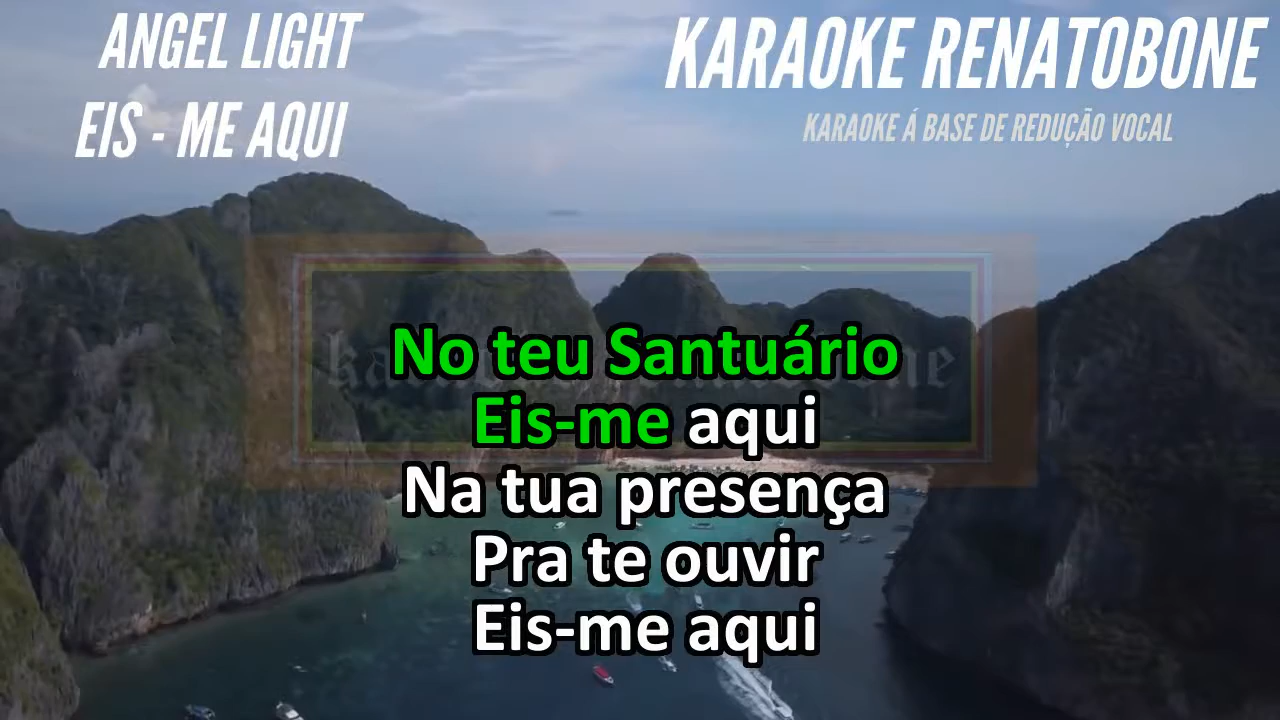 ANGEL LIGHT
EIS - ME AQUI
KARAOKE RENATOBONE
KARAOKE Á BASE DE REDUÇÃO VOCAL
No teu Santuário
Eis-me aqui
Na tua presença
Pra te ouvir
Eis-me aqui